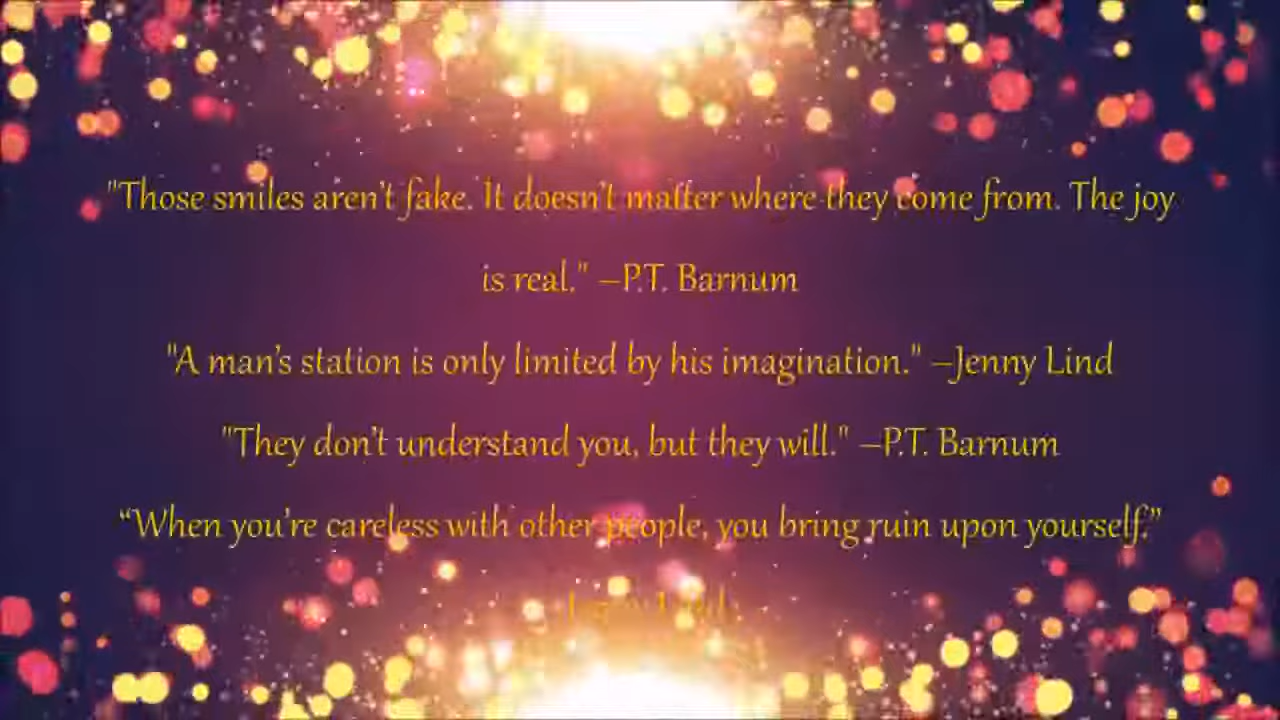 "Those smiles aren't fake. It doesn't matter where they come from. The joy
is real." –P.T. Barnum
"A man's station is only limited by his imagination." –Jenny Lind
"They don't understand you, but they will." –P.T. Barnum
“When you're careless with other people, you bring ruin upon yourself.”